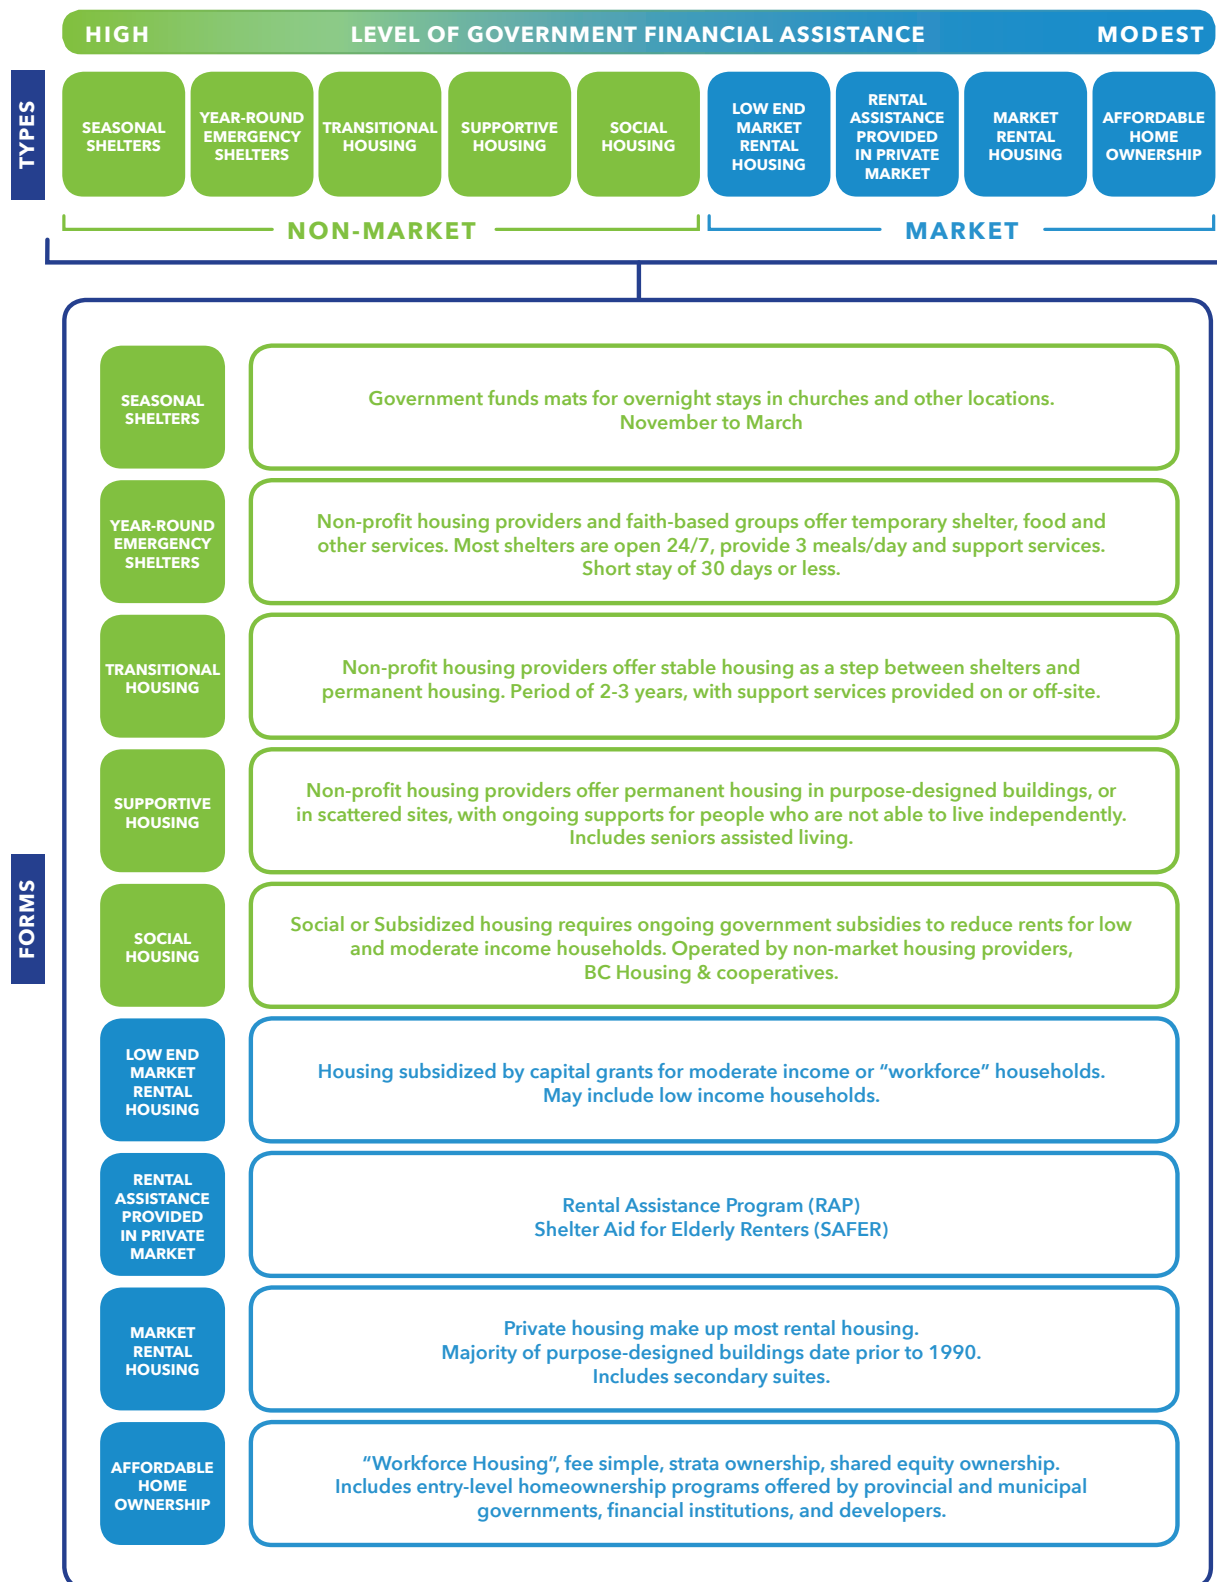 HIGH
LEVEL OF GOVERNMENT FINANCIAL ASSISTANCE
MODEST
TYPES
SEASONAL
SHELTERS
YEAR-ROUND
EMERGENCY
SHELTERS
TRANSITIONAL
HOUSING
SUPPORTIVE
HOUSING
SOCIAL
HOUSING
LOW END
MARKET
RENTAL
HOUSING
RENTAL
ASSISTANCE
PROVIDED
IN PRIVATE
MARKET
MARKET
RENTAL
HOUSING
AFFORDABLE
HOME
OWNERSHIP
NON-MARKET
MARKET
FORMS
SEASONAL
SHELTERS
Government funds mats for overnight stays in churches and other locations.
November to March
YEAR-ROUND
EMERGENCY
SHELTERS
Non-profit housing providers and faith-based groups offer temporary shelter, food and
other services. Most shelters are open 24/7, provide 3 meals/day and support services.
Short stay of 30 days or less.
TRANSITIONAL
HOUSING
Non-profit housing providers offer stable housing as a step between shelters and
permanent housing. Period of 2-3 years, with support services provided on or off-site.
SUPPORTIVE
HOUSING
Non-profit housing providers offer permanent housing in purpose-designed buildings, or
in scattered sites, with ongoing supports for people who are not able to live independently.
Includes seniors assisted living.
SOCIAL
HOUSING
Social or Subsidized housing requires ongoing government subsidies to reduce rents for low
and moderate income households. Operated by non-market housing providers,
BC Housing & cooperatives.
LOW END
MARKET
RENTAL
HOUSING
Housing subsidized by capital grants for moderate income or “workforce” households.
May include low income households.
RENTAL
ASSISTANCE
PROVIDED
IN PRIVATE
MARKET
Rental Assistance Program (RAP)
Shelter Aid for Elderly Renters (SAFER)
MARKET
RENTAL
HOUSING
Private housing make up most rental housing.
Majority of purpose-designed buildings date prior to 1990.
Includes secondary suites.
AFFORDABLE
HOME
OWNERSHIP
“Workforce Housing”, fee simple, strata ownership, shared equity ownership.
Includes entry-level homeownership programs offered by provincial and municipal
governments, financial institutions, and developers.